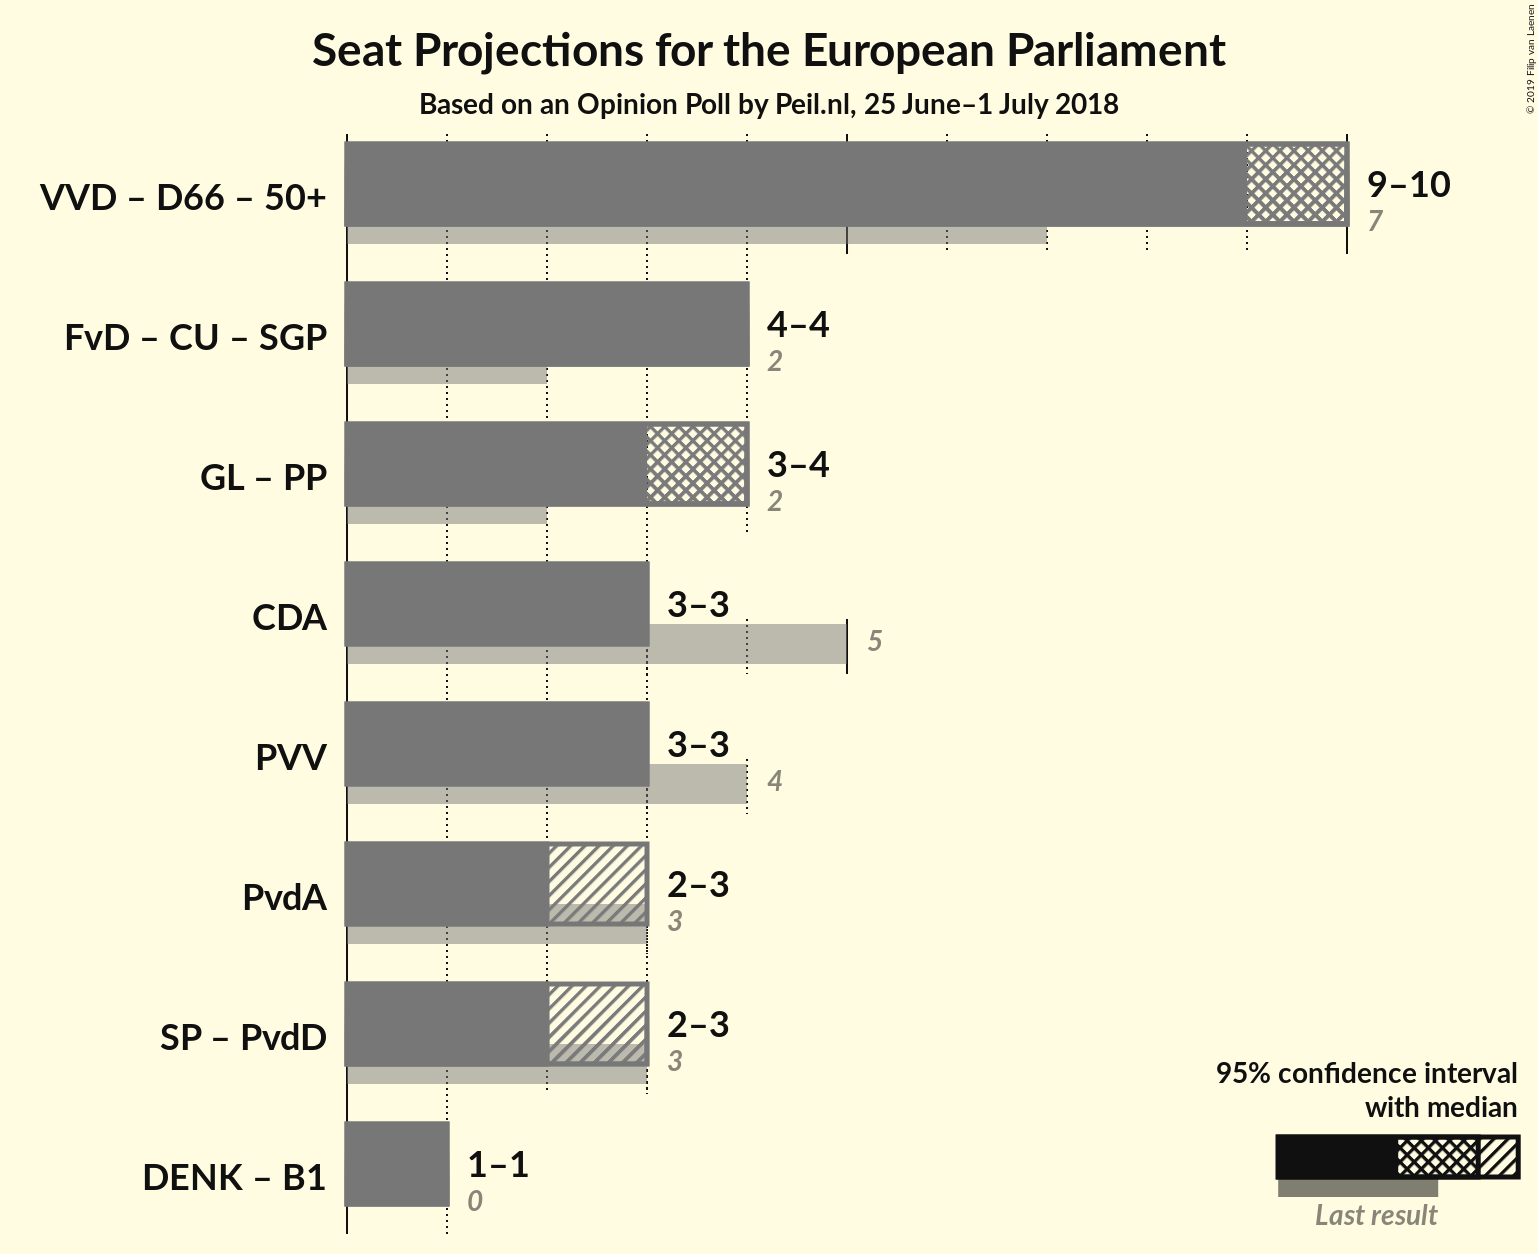 Seat Projections for the European Parliament
Based on an Opinion Poll by Peil.nl, 25 June–1 July 2018
© 2019 Filip van Laenen
VVD – D66 – 50+
9–10
7
FvD – CU – SGP
4–4
2
GL – PP
3–4
2
CDA
3–3
5
PVV
3–3
4
PvdA
2–3
3
SP – PvdD
2–3
3
DENK – B1
1–1
0
95% confidence interval
with median
Last result